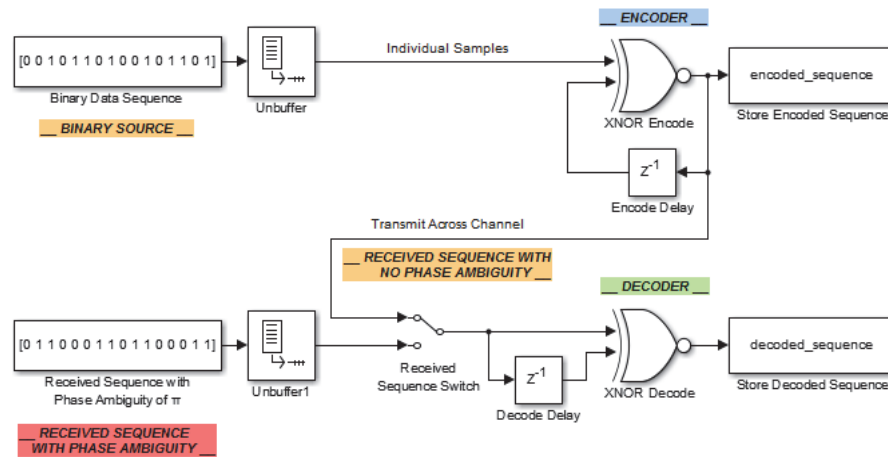 __ ENCODER __
[0 0 1 0 1 1 0 1 0 0 1 0 1 1 0 1]
Binary Data Sequence
__ BINARY SOURCE __
Unbuffer
Individual Samples
XNOR Encode
encoded_sequence
Store Encoded Sequence
z-1
Encode Delay
Transmit Across Channel
__ RECEIVED SEQUENCE WITH
NO PHASE AMBIGUITY __
__ DECODER __
[0 1 1 0 0 0 1 1 0 1 1 0 0 0 1 1]
Received Sequence with
Phase Ambiguity of π
__ RECEIVED SEQUENCE
WITH PHASE AMBIGUITY __
Unbuffer1
Received
Sequence Switch
z-1
Decode Delay
XNOR Decode
decoded_sequence
Store Decoded Sequence